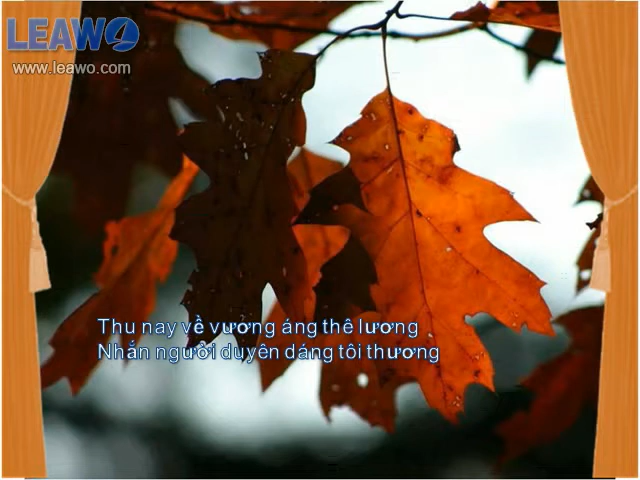 LEAWO
www.leawo.com
Thu nay về vương áng thê lương
Nhắn người duyên dáng tôi thương